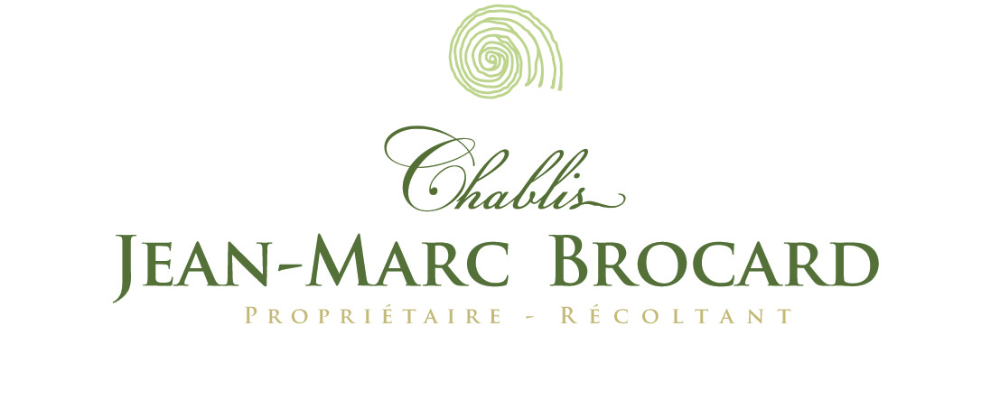 Chablis
Jean-Marc Brocard
Propriétaire - Récoltant